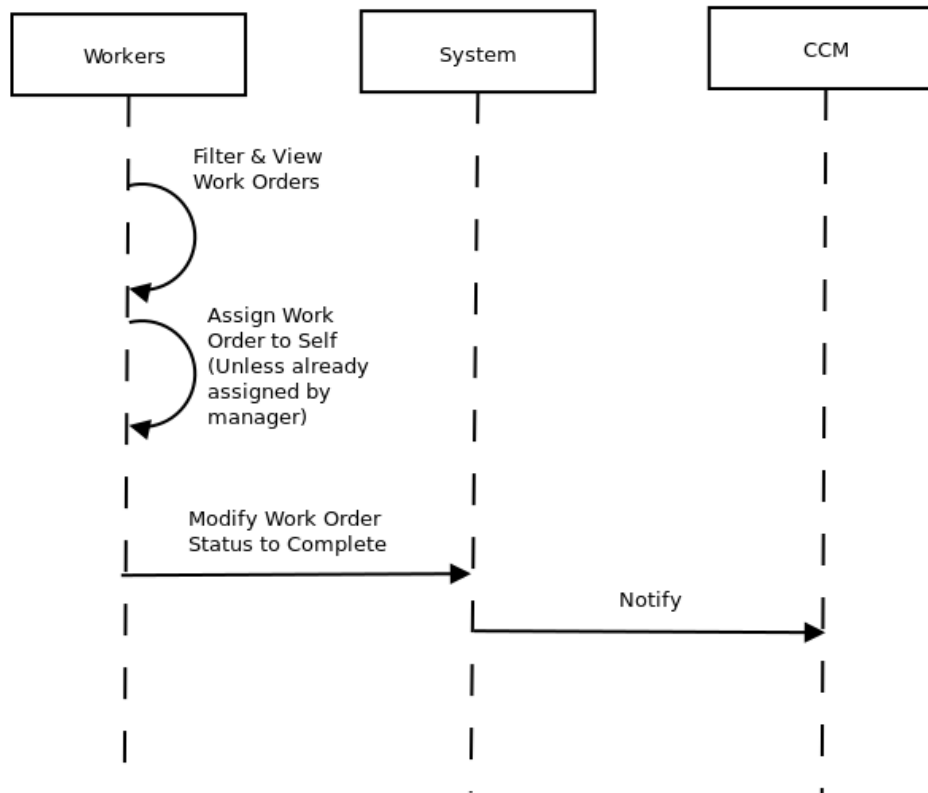 Workers
System
CCM
Filter & View
Work Orders
Assign Work
Order to Self
(Unless already
assigned by
manager)
Modify Work Order
Status to Complete
Notify